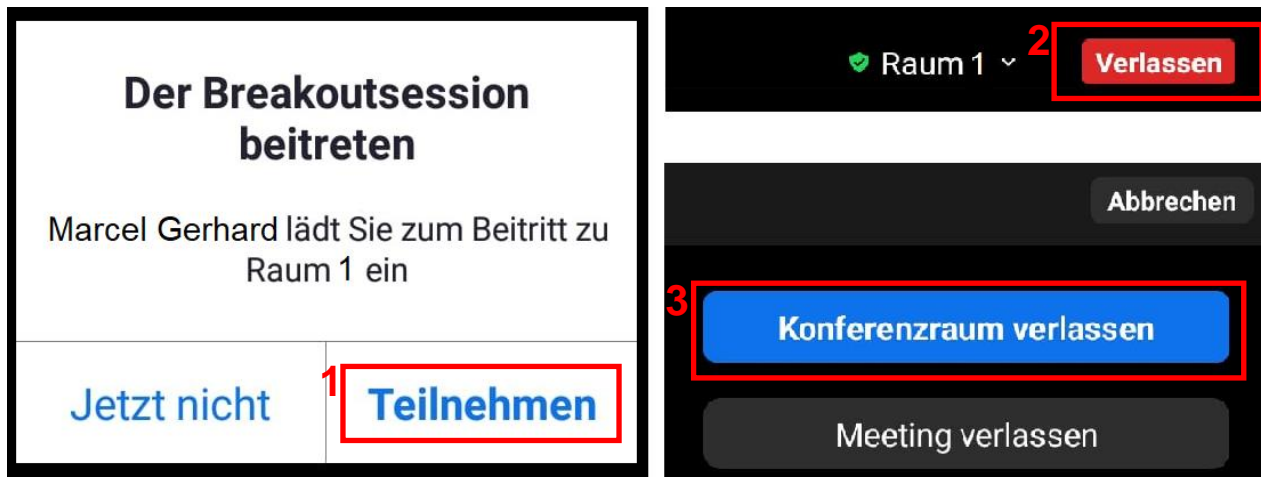 Der Breakoutsession
beitreten
Marcel Gerhard lädt Sie zum Beitritt zu
Raum 1 ein
Jetzt nicht
1
Teilnehmen
Raum 1
2
Verlassen
Abbrechen
3
Konferenzraum verlassen
Meeting verlassen